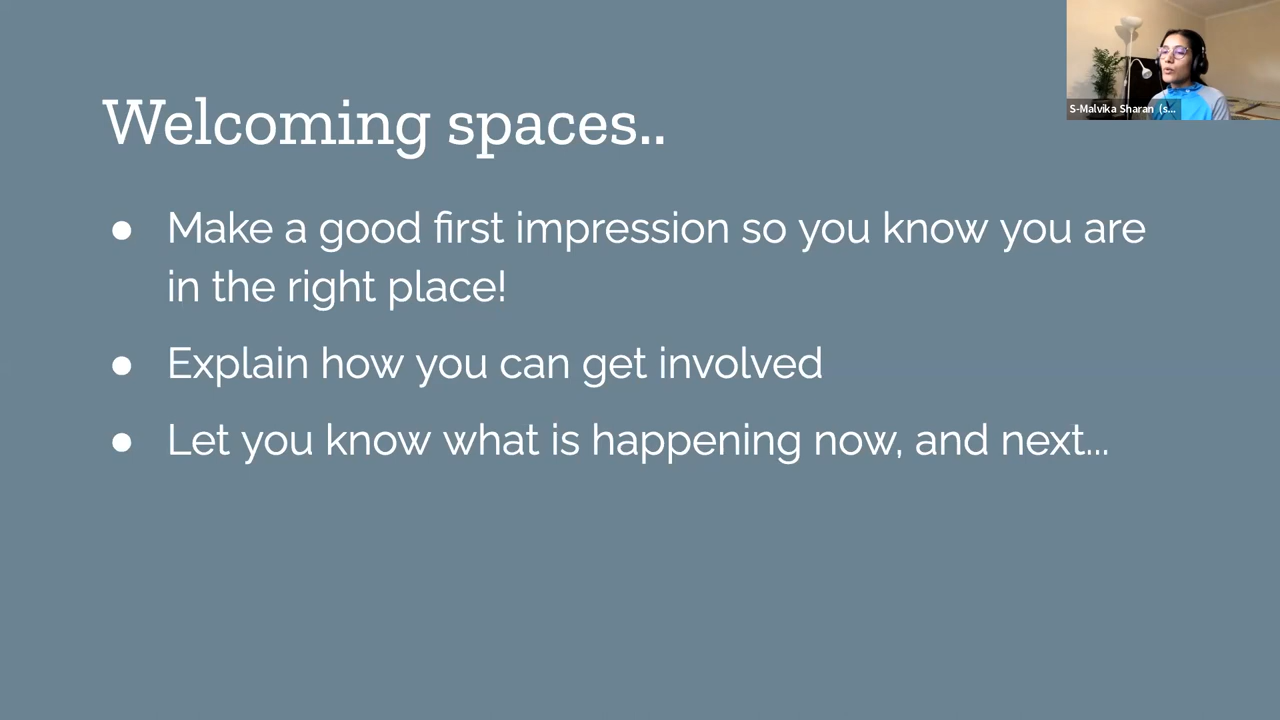 Welcoming spaces..
S-Malvika Sharan (s...
● Make a good first impression so you know you are
in the right place!
● Explain how you can get involved
● Let you know what is happening now, and next...